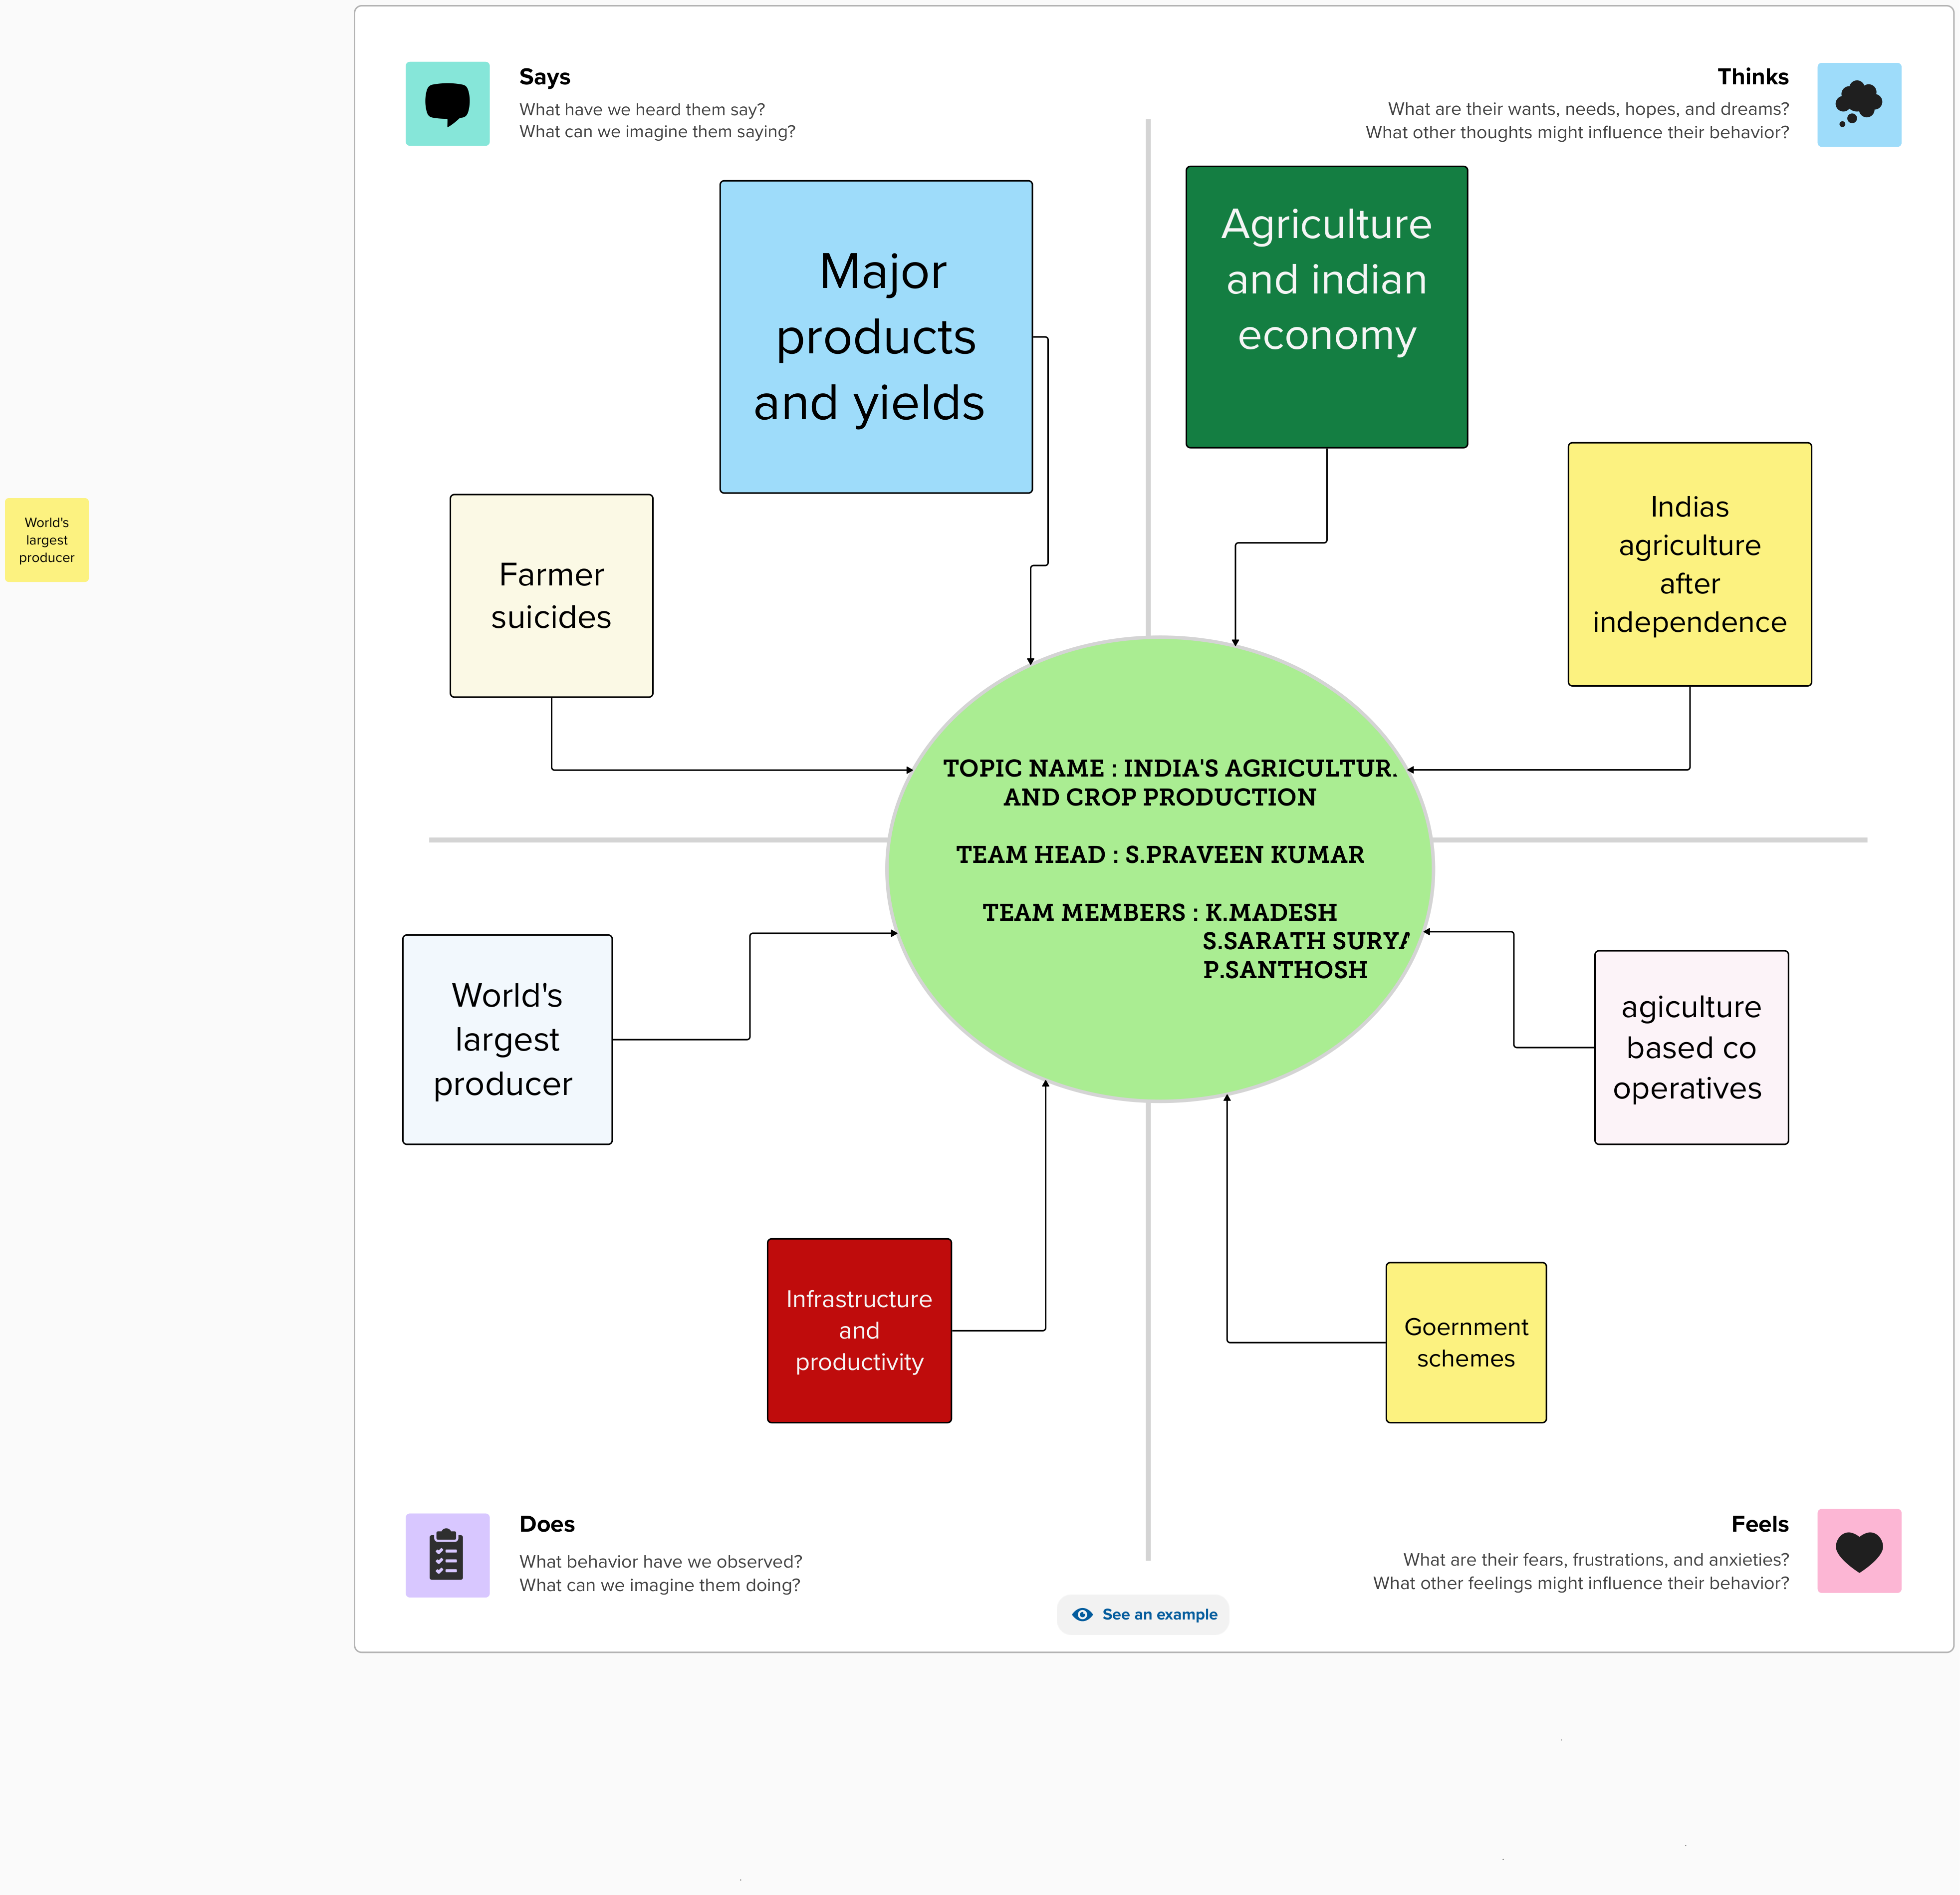 Says
What have we heard them say?
What can we imagine them saying?
Thinks
What are their wants, needs, hopes, and dreams?
What other thoughts might influence their behavior?
Major
products
and yields
Agriculture
and indian
economy
Indias
agriculture
after
independence
World's
largest
producer
Farmer
suicides
TOPIC NAME : INDIA'S AGRICULTUR
AND CROP PRODUCTION
TEAM HEAD : S.PRAVEEN KUMAR
TEAM MEMBERS : K.MADESH
S.SARATH SURYA
P.SANTHOSH
World's
largest
producer
agiculture
based co
operatives
Infrastructure
and
productivity
Goernment
schemes
Does
What behavior have we observed?
What can we imagine them doing?
Feels
What are their fears, frustrations, and anxieties?
What other feelings might influence their behavior?
See an example